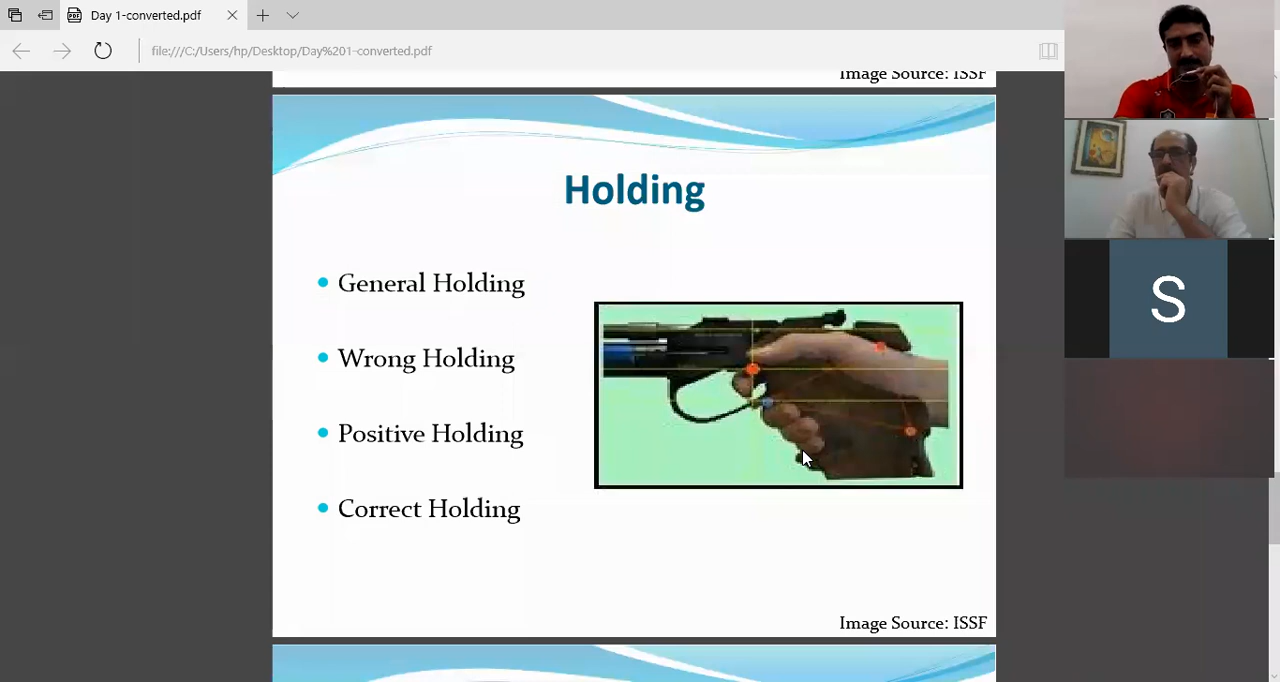 Day 1-converted.pdf
file:///C:/Users/hp/Desktop/Day%201-converted.pdf
Image Source: ISSF
Holding
General Holding
Wrong Holding
Positive Holding
Correct Holding
Image Source: ISSF
S